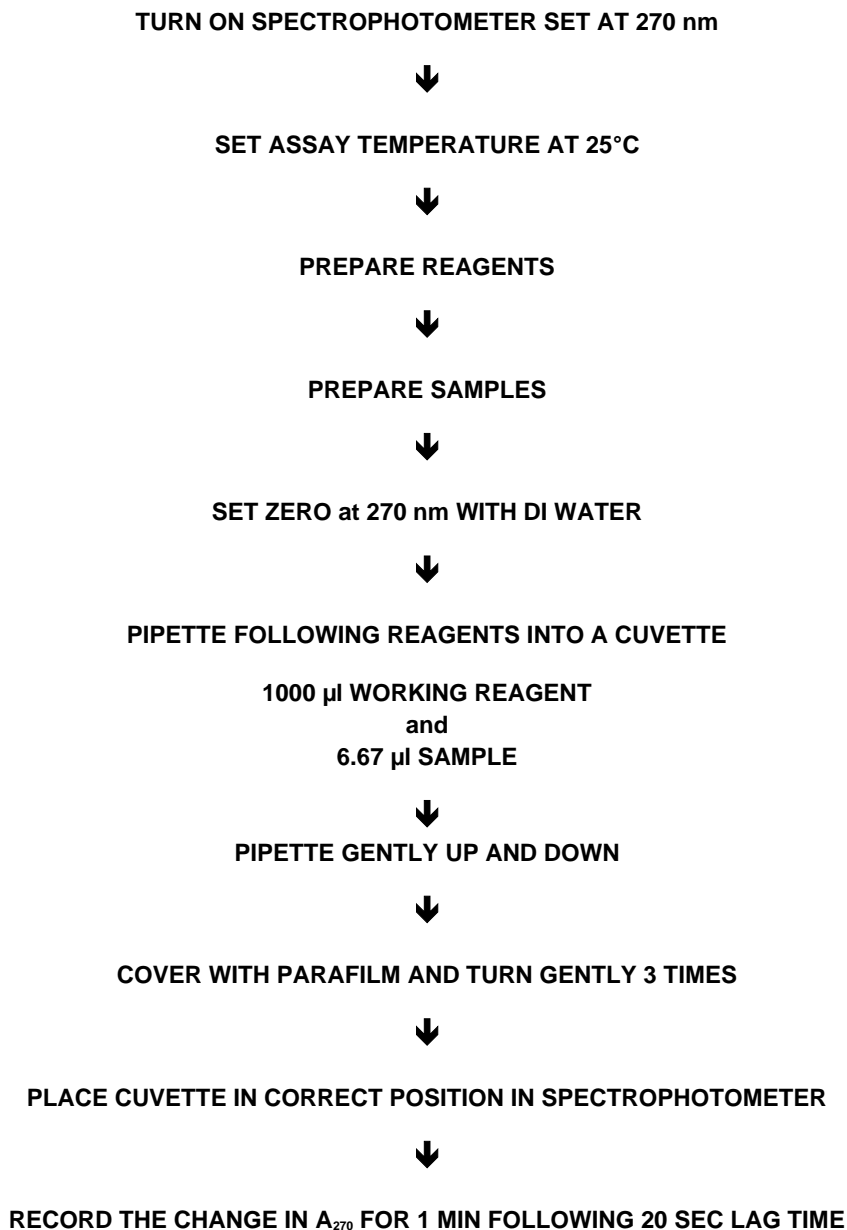 TURN ON SPECTROPHOTOMETER SET AT 270 nm
SET ASSAY TEMPERATURE AT 25°C
PREPARE REAGENTS
PREPARE SAMPLES
SET ZERO at 270 nm WITH DI WATER
PIPETTE FOLLOWING REAGENTS INTO A CUVETTE
1000 µl WORKING REAGENT
and
6.67 µl SAMPLE
PIPETTE GENTLY UP AND DOWN
COVER WITH PARAFILM AND TURN GENTLY 3 TIMES
PLACE CUVETTE IN CORRECT POSITION IN SPECTROPHOTOMETER
RECORD THE CHANGE IN A₂₇₀ FOR 1 MIN FOLLOWING 20 SEC LAG TIME